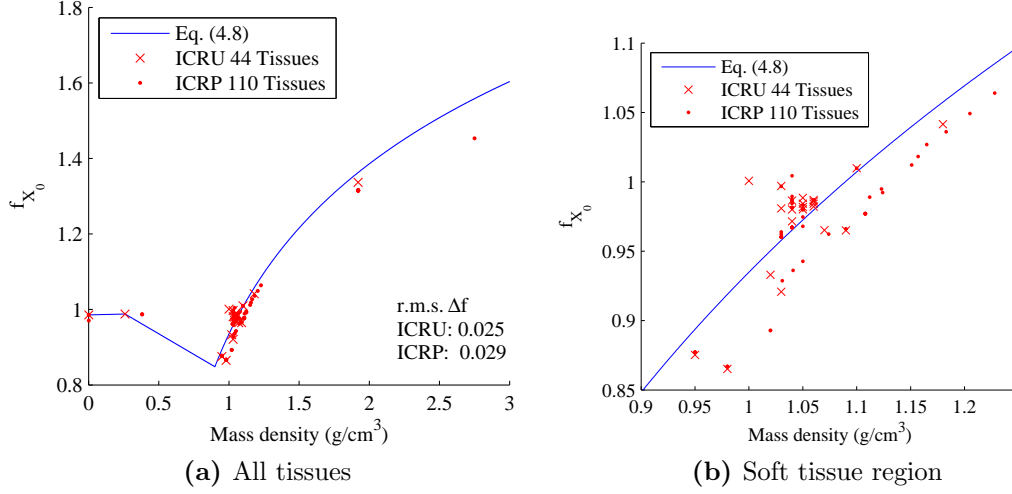 1.8
1.6
1.4
1.2
1
0.8
f_{X_0}
Eq. (4.8)
ICRU 44 Tissues
ICRP 110 Tissues
r.m.s. Δf
ICRU: 0.025
ICRP: 0.029
0 0.5 1 1.5 2 2.5 3
Mass density (g/cm³)
(a) All tissues
1.1
1.05
1
0.95
0.9
0.85
f_{X_0}
Eq. (4.8)
ICRU 44 Tissues
ICRP 110 Tissues
0.9 0.95 1 1.05 1.1 1.15 1.2
Mass density (g/cm³)
(b) Soft tissue region